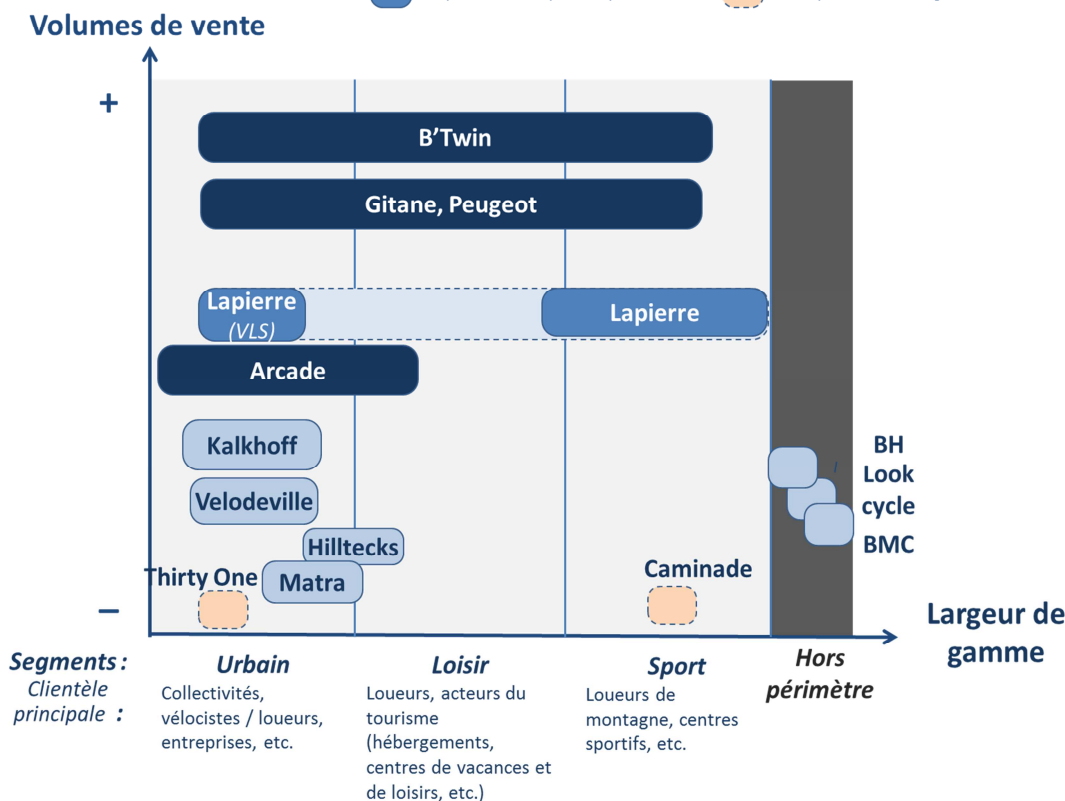 Volumes de vente
+
B'Twin
Gitane, Peugeot
Lapierre
(VLS)
Lapierre
Arcade
Kalkhoff
BH
Look
cycle
BMC
Velodeville
Hilltecks
Thirty One
Matra
Caminade
–
Largeur de
gamme
Segments :
Clientèle
principale :
Urbain
Collectivités,
vélocistes / loueurs,
entreprises, etc.
Loisir
Loueurs, acteurs du
tourisme
(hébergements,
centres de vacances et
de loisirs, etc.)
Sport
Loueurs de
montagne, centres
sportifs, etc.
Hors
périmètre